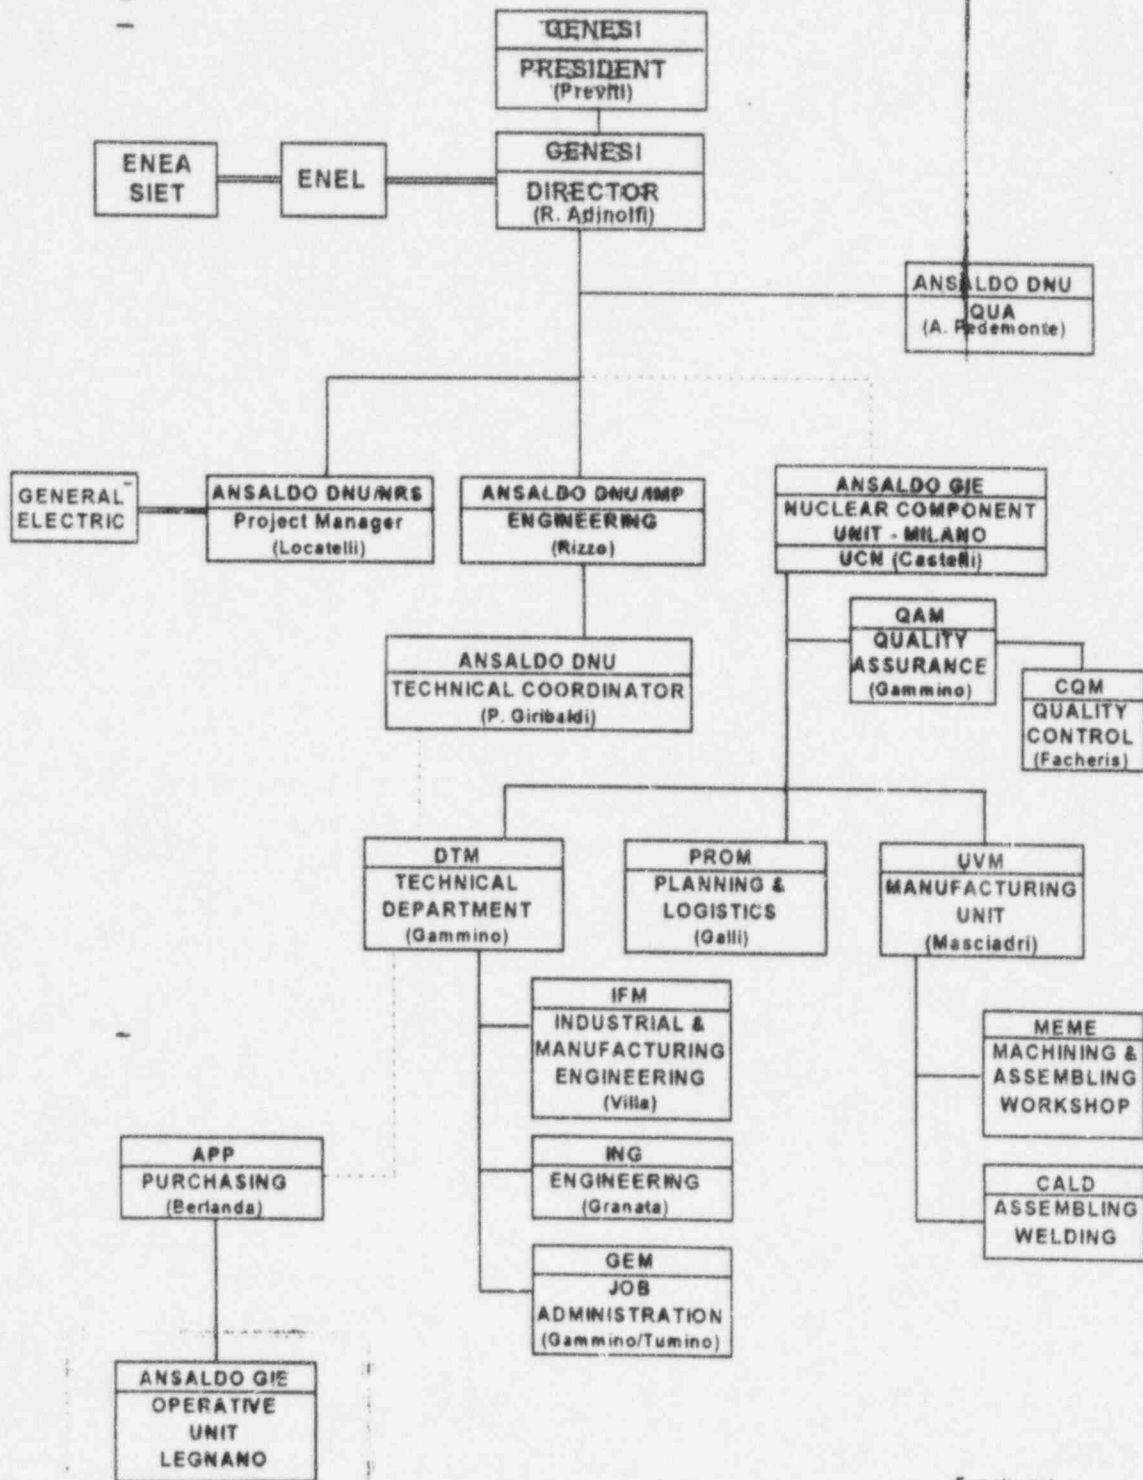 GENESI
PRESIDENT
(Previti)
ENEA
SIET
ENEL
GENESI
DIRECTOR
(R. Adinolfi)
ANSALDO DNU
QUA
(A. Pedemonte)
GENERAL
ELECTRIC
ANSALDO DNU/NRS
Project Manager
(Locatelli)
ANSALDO DNU/IMP
ENGINEERING
(Rizzo)
ANSALDO GIE
NUCLEAR COMPONENT
UNIT - MILANO
UCN (Castelli)
QAM
QUALITY
ASSURANCE
(Gammino)
CQM
QUALITY
CONTROL
(Facheris)
ANSALDO DNU
TECHNICAL COORDINATOR
(P. Giribaldi)
DTM
TECHNICAL
DEPARTMENT
(Gammino)
PROM
PLANNING &
LOGISTICS
(Galli)
UVM
MANUFACTURING
UNIT
(Masciadri)
IFM
INDUSTRIAL &
MANUFACTURING
ENGINEERING
(Villa)
MEME
MACHINING &
ASSEMBLING
WORKSHOP
APP
PURCHASING
(Berlanda)
ING
ENGINEERING
(Granata)
CALD
ASSEMBLING
WELDING
GEM
JOB
ADMINISTRATION
(Gammino/Tumino)
ANSALDO GIE
OPERATIVE
UNIT
LEGNANO